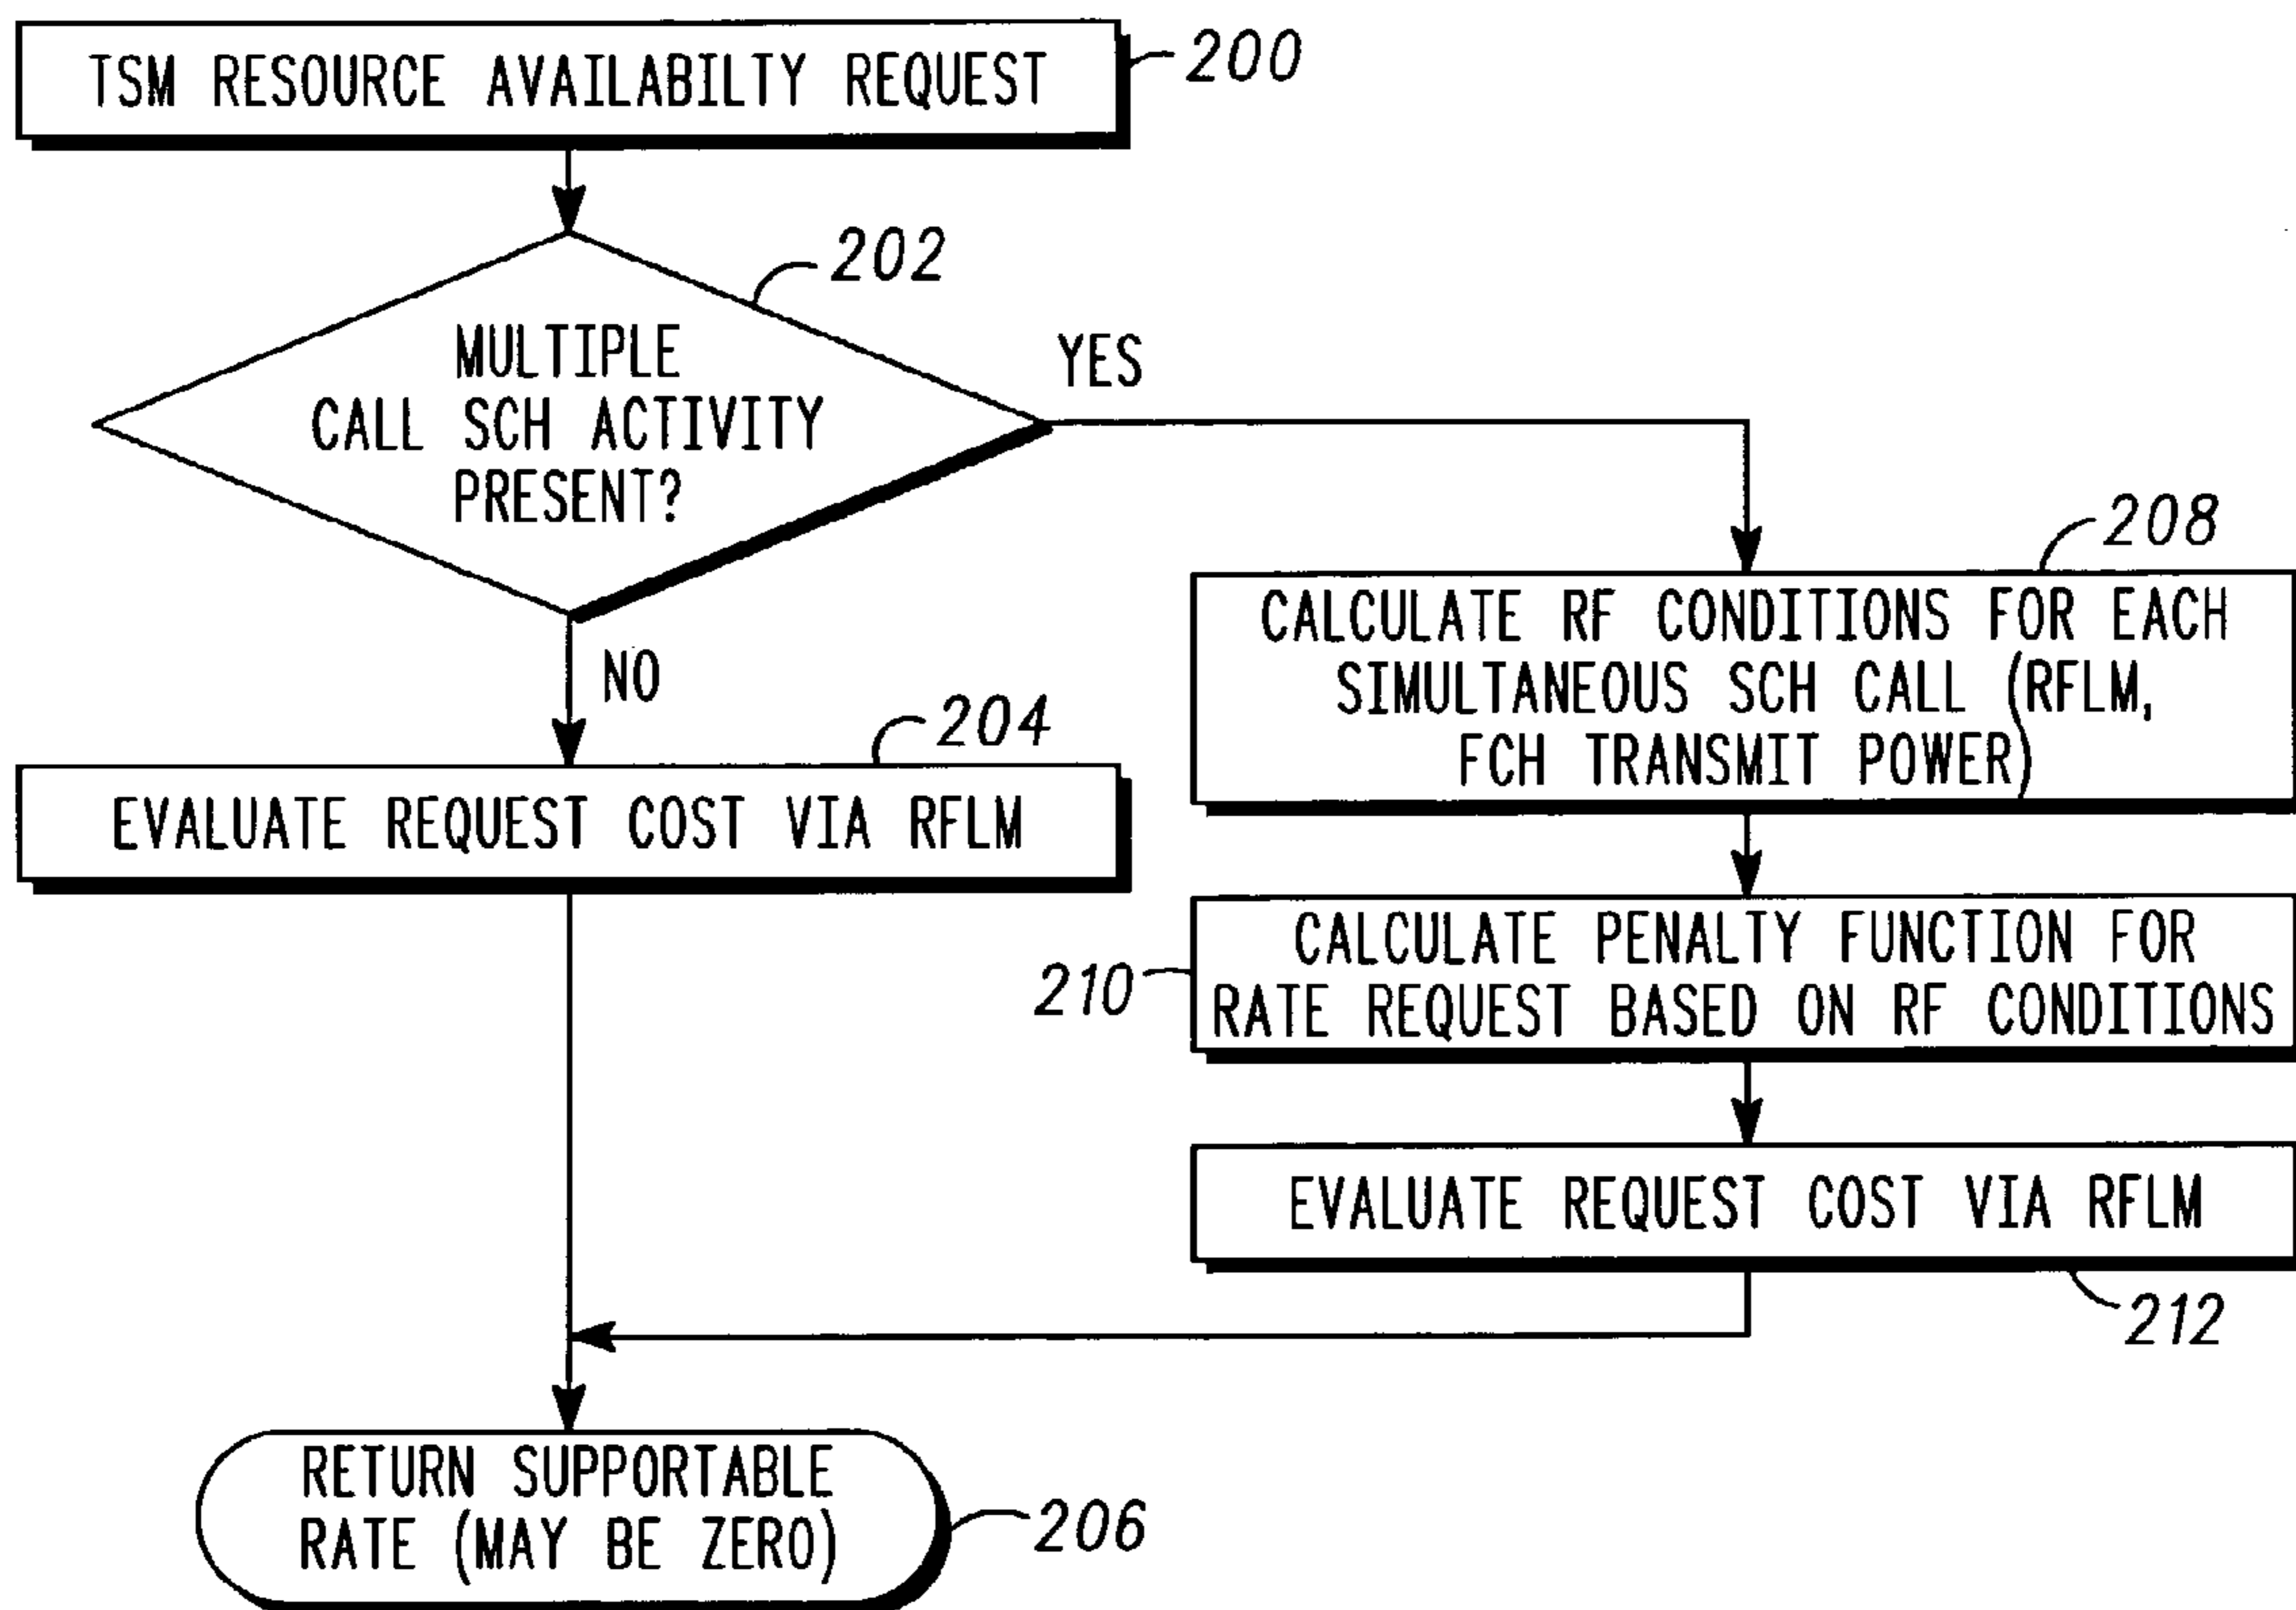 TSM RESOURCE AVAILABILTY REQUEST
200
202
MULTIPLE
CALL SCH ACTIVITY
PRESENT?
YES
NO
204
EVALUATE REQUEST COST VIA RFLM
208
CALCULATE RF CONDITIONS FOR EACH
SIMULTANEOUS SCH CALL (RFLM,
FCH TRANSMIT POWER)
210
CALCULATE PENALTY FUNCTION FOR
RATE REQUEST BASED ON RF CONDITIONS
EVALUATE REQUEST COST VIA RFLM
212
RETURN SUPPORTABLE
RATE (MAY BE ZERO)
206